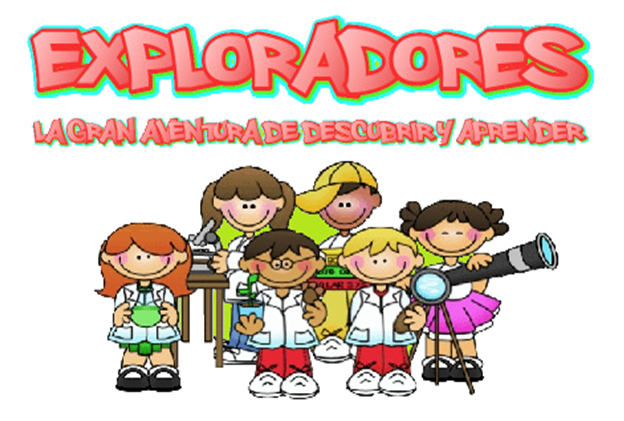 EXPLORADORES
LA GRAN AVENTURA DE DESCUBRIR Y APRENDER